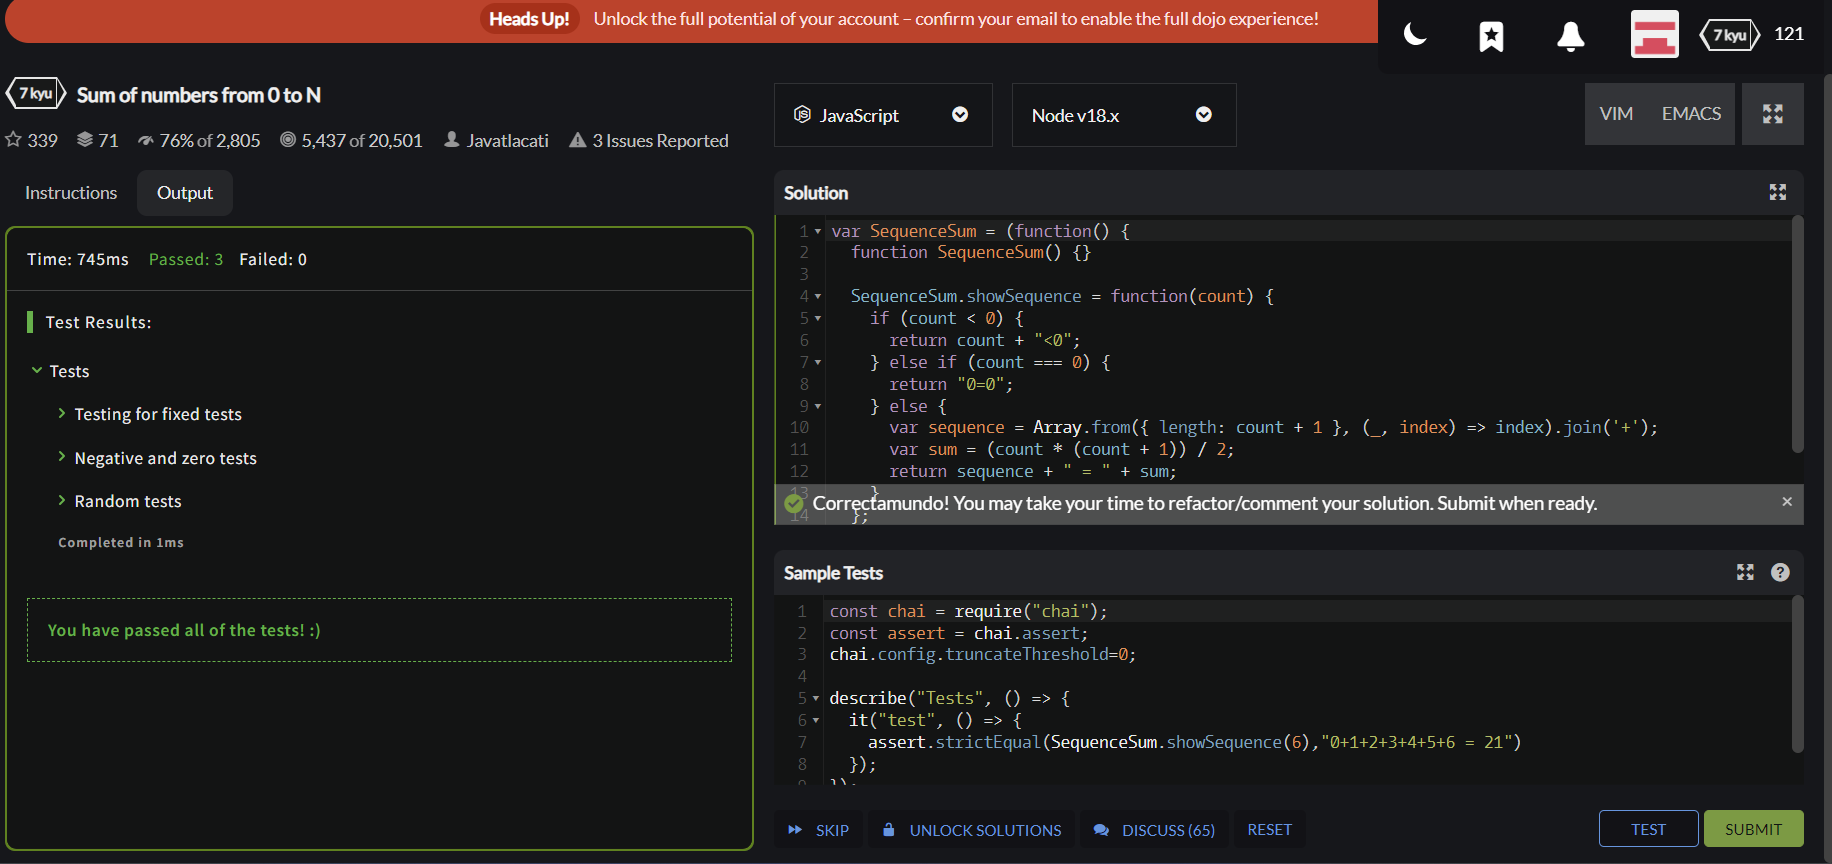 Heads Up! Unlock the full potential of your account – confirm your email to enable the full dojo experience!
7 kyu 121
7 kyu Sum of numbers from 0 to N
339 71 76% of 2,805 5,437 of 20,501 Javatlacati 3 Issues Reported
Instructions Output
Time: 745ms Passed: 3 Failed: 0
Test Results:
Tests
Testing for fixed tests
Negative and zero tests
Random tests
Completed in 1ms
You have passed all of the tests! :)
JS JavaScript Node v18.x VIM EMACS
Solution
1 var SequenceSum = (function() {
2 function SequenceSum() {}
3
4 SequenceSum.showSequence = function(count) {
5 if (count < 0) {
6 return count + "<0";
7 } else if (count === 0) {
8 return "0=0";
9 } else {
10 var sequence = Array.from({ length: count + 1 }, (_, index) => index).join('+');
11 var sum = (count * (count + 1)) / 2;
12 return sequence + " = " + sum;
13 }
Correctamundo! You may take your time to refactor/comment your solution. Submit when ready. ×
14 };
Sample Tests ?
1 const chai = require("chai");
2 const assert = chai.assert;
3 chai.config.truncateThreshold=0;
4
5 describe("Tests", () => {
6 it("test", () => {
7 assert.strictEqual(SequenceSum.showSequence(6),"0+1+2+3+4+5+6 = 21")
8 });
9 });
SKIP UNLOCK SOLUTIONS DISCUSS (65) RESET TEST SUBMIT